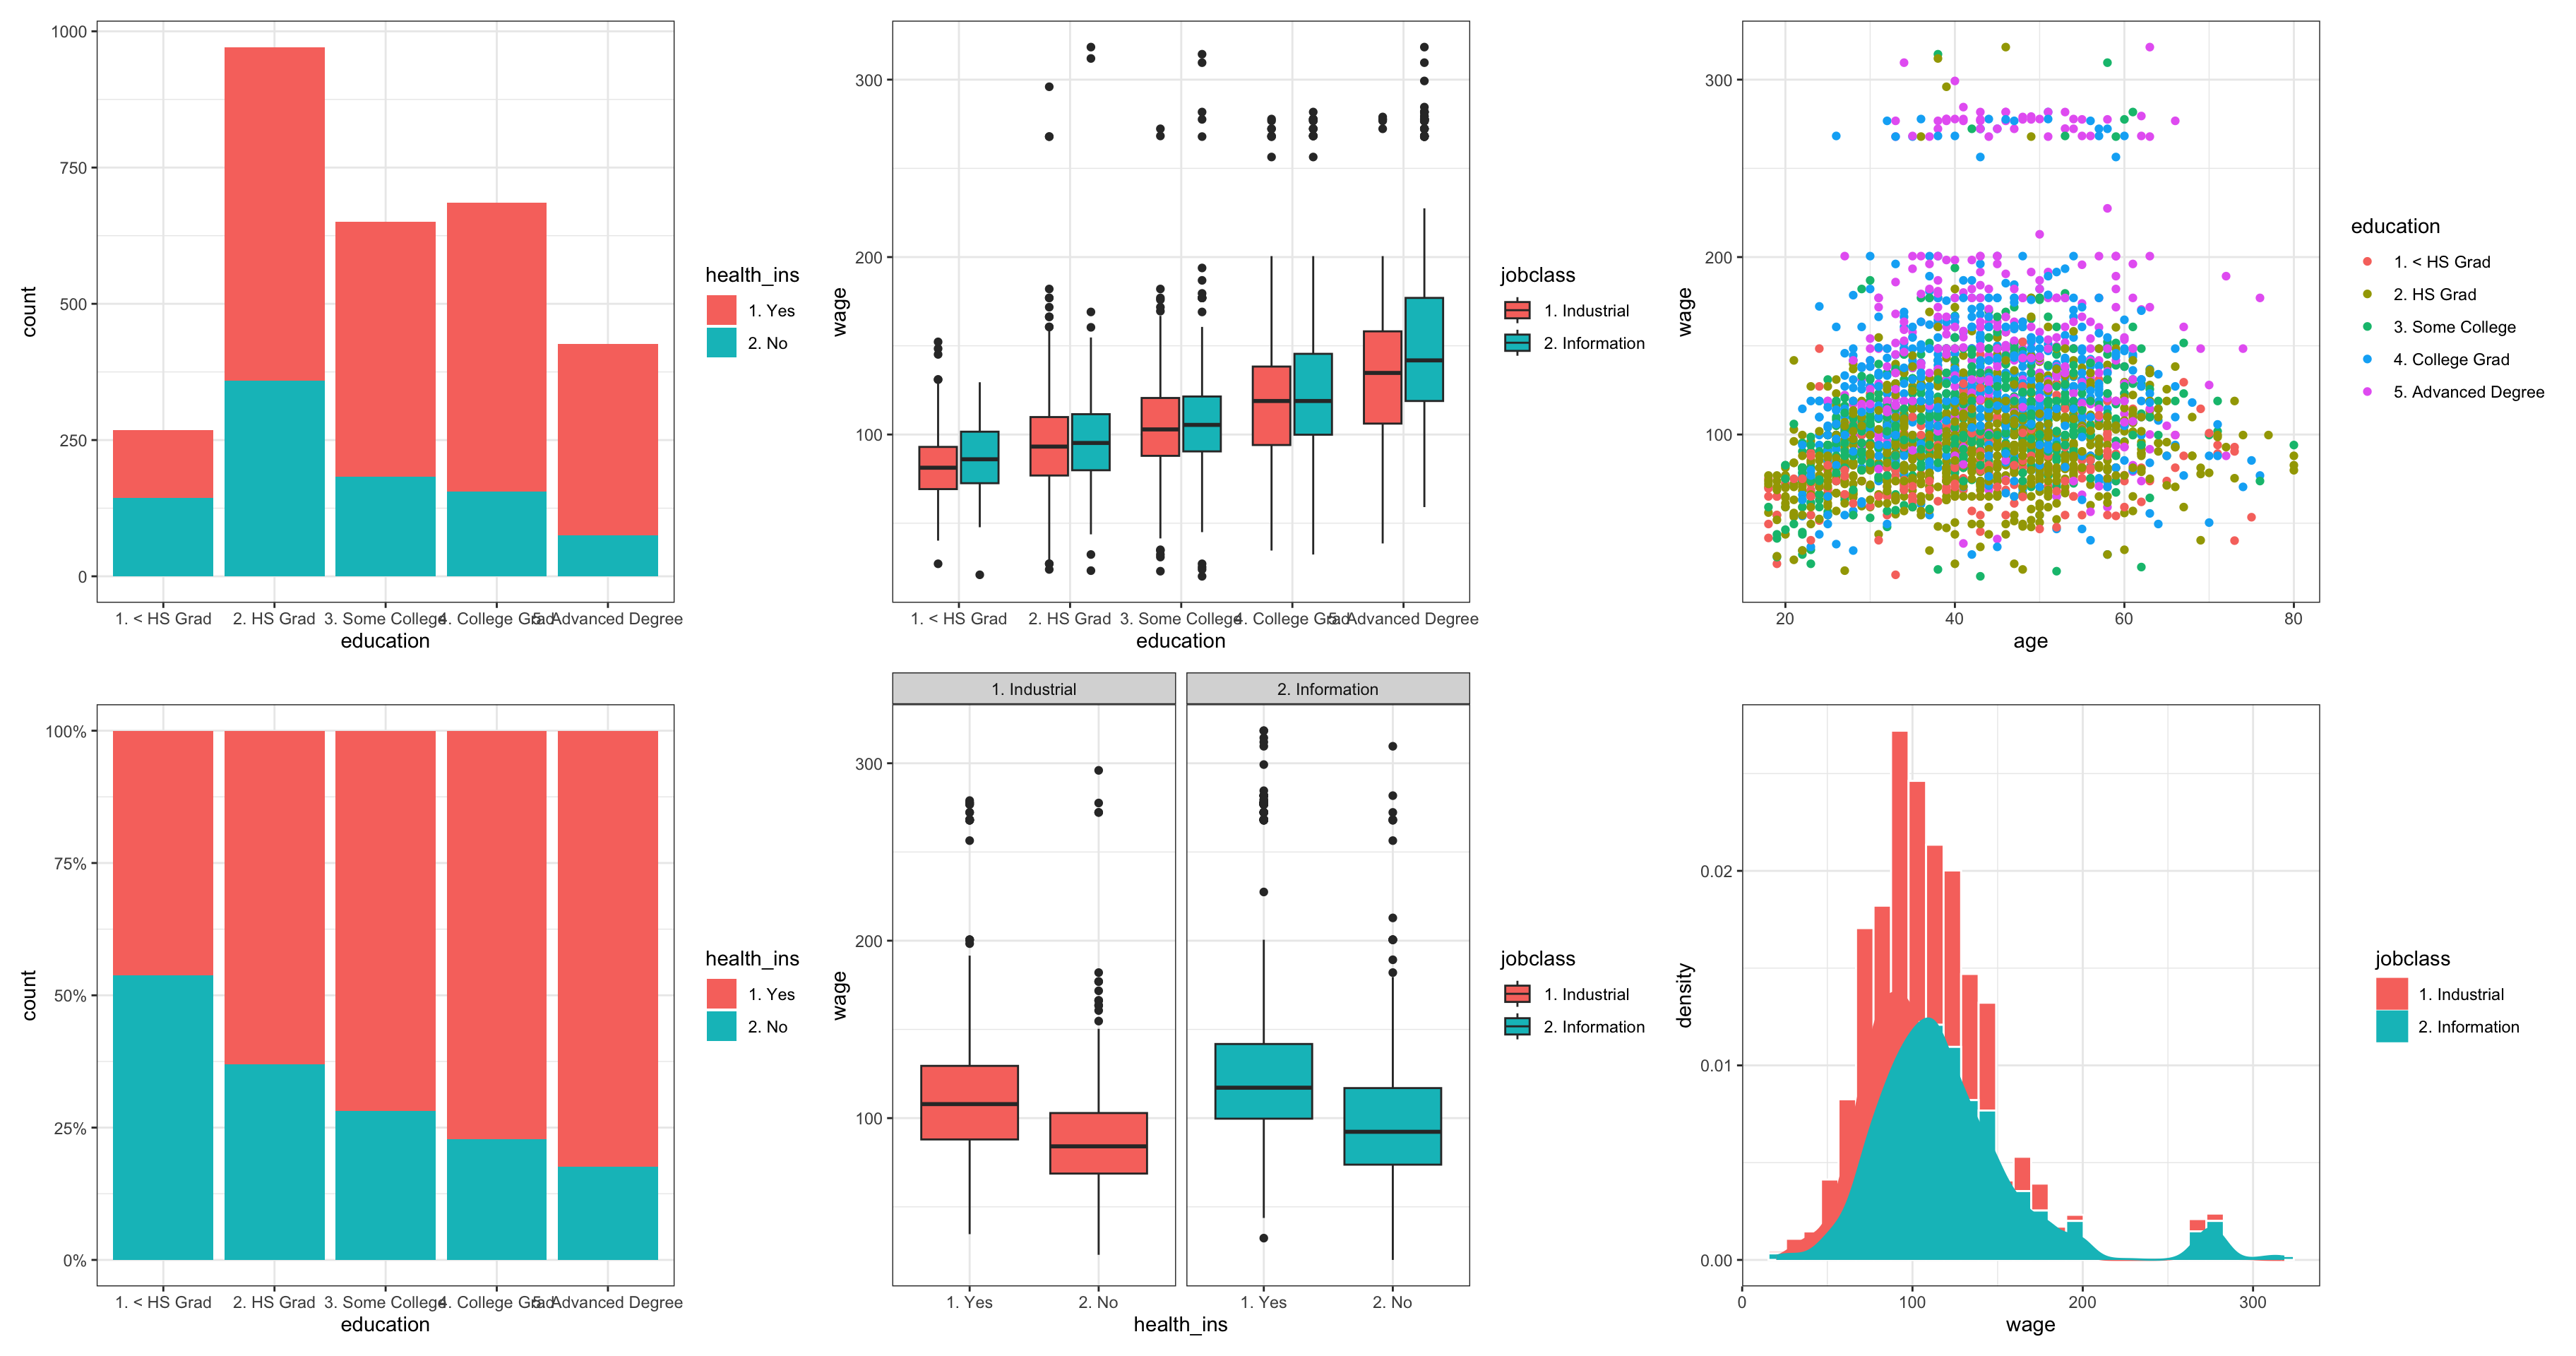 1000
750
500
250
0
count
1. < HS Grad 2. HS Grad 3. Some College 4. College Grad 5. Advanced Degree
education
health_ins
1. Yes
2. No
300
200
100
wage
1. < HS Grad 2. HS Grad 3. Some College 4. College Grad 5. Advanced Degree
education
jobclass
1. Industrial
2. Information
300
200
100
wage
20 40 60 80
age
education
1. < HS Grad
2. HS Grad
3. Some College
4. College Grad
5. Advanced Degree
100%
75%
50%
25%
0%
count
1. < HS Grad 2. HS Grad 3. Some College 4. College Grad 5. Advanced Degree
education
health_ins
1. Yes
2. No
1. Industrial 2. Information
300
200
100
wage
1. Yes 2. No 1. Yes 2. No
health_ins
jobclass
1. Industrial
2. Information
0.02
0.01
0.00
density
0 100 200 300
wage
jobclass
1. Industrial
2. Information